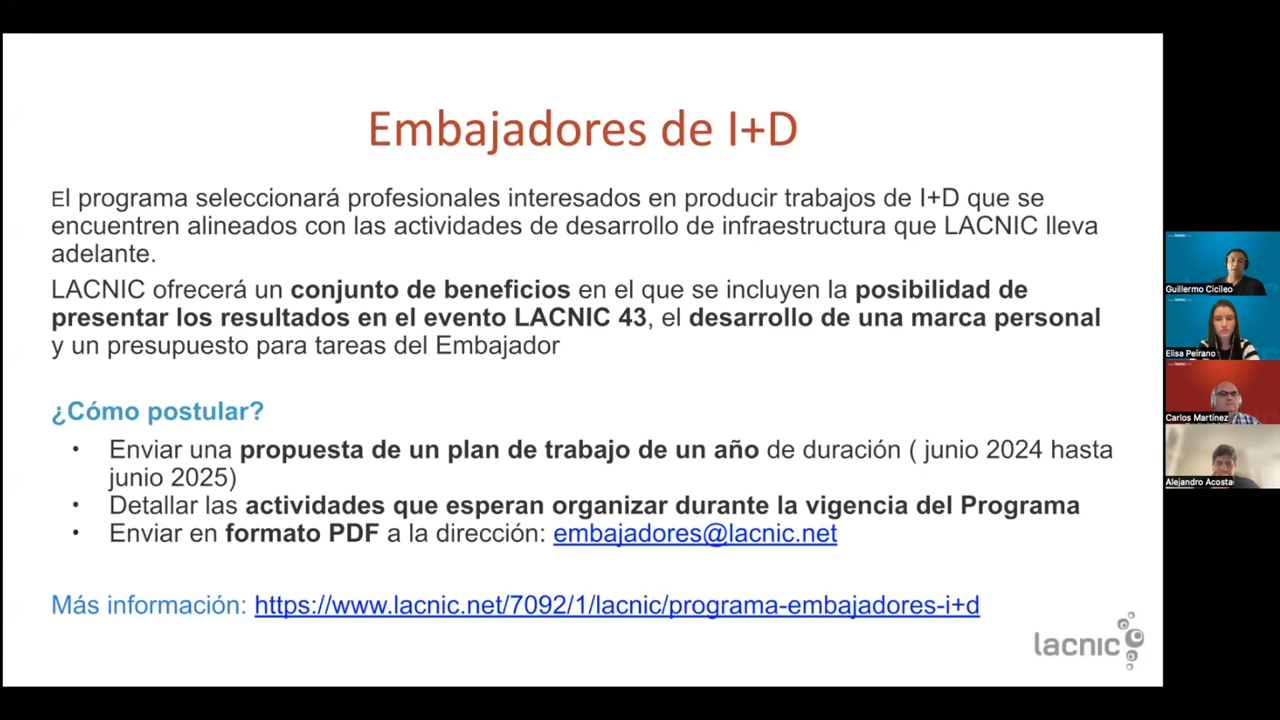 Embajadores de I+D
El programa seleccionará profesionales interesados en producir trabajos de I+D que se
encuentren alineados con las actividades de desarrollo de infraestructura que LACNIC lleva
adelante.
LACNIC ofrecerá un conjunto de beneficios en el que se incluyen la posibilidad de
presentar los resultados en el evento LACNIC 43, el desarrollo de una marca personal
y un presupuesto para tareas del Embajador
¿Cómo postular?
• Enviar una propuesta de un plan de trabajo de un año de duración ( junio 2024 hasta
junio 2025)
• Detallar las actividades que esperan organizar durante la vigencia del Programa
• Enviar en formato PDF a la dirección: embajadores@lacnic.net
Más información: https://www.lacnic.net/7092/1/lacnic/programa-embajadores-i+d
lacnic
Guillermo Cicileo
Elisa Peirano
Carlos Martinez
Alejandro Acosta